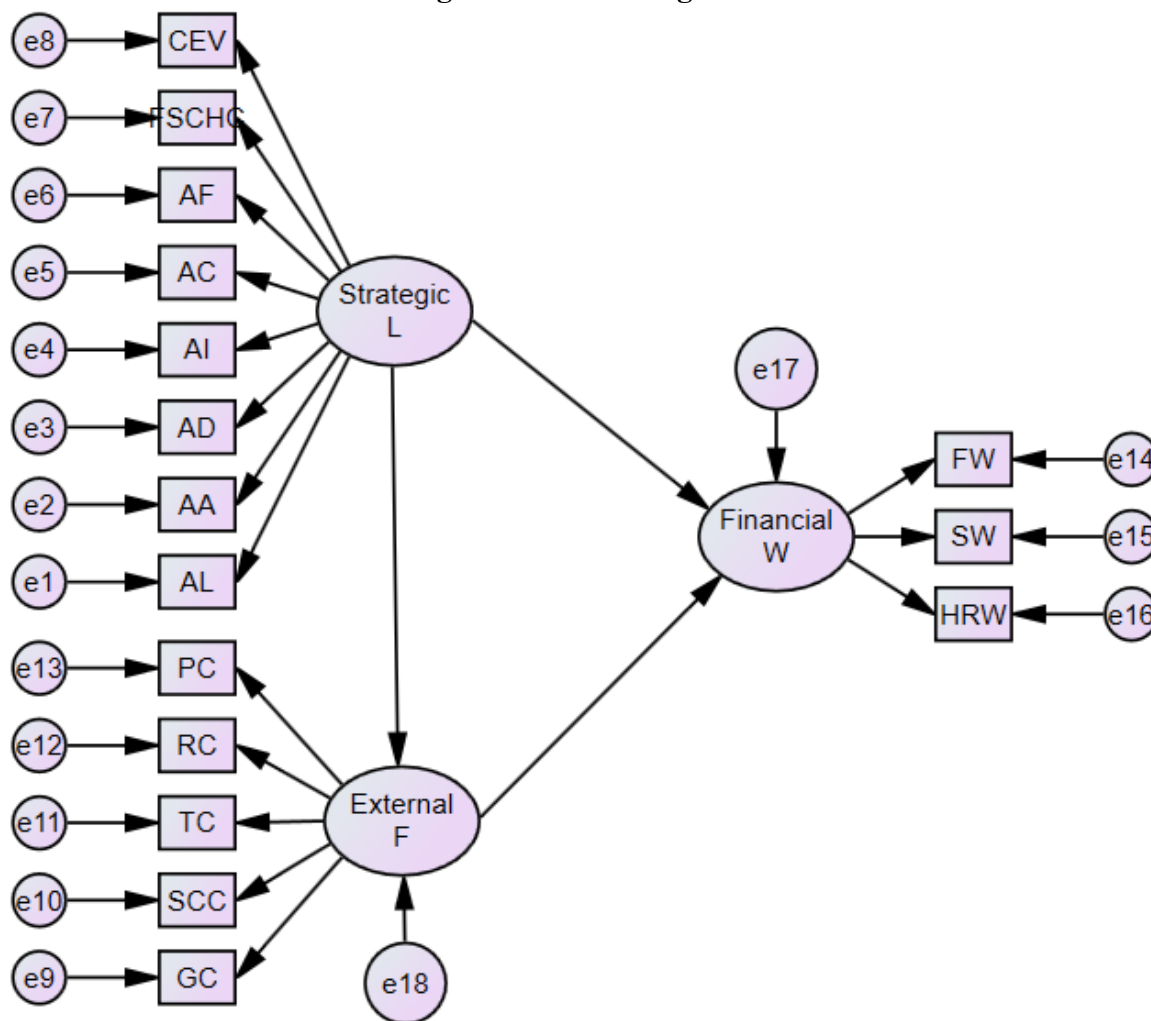 e8 CEV
e7 FSCHC
e6 AF
e5 AC
e4 AI
e3 AD
e2 AA
e1 AL
Strategic
L
e17
FW e14
SW e15
HRW e16
Financial
W
e13 PC
e12 RC
e11 TC
e10 SCC
e9 GC
External
F
e18